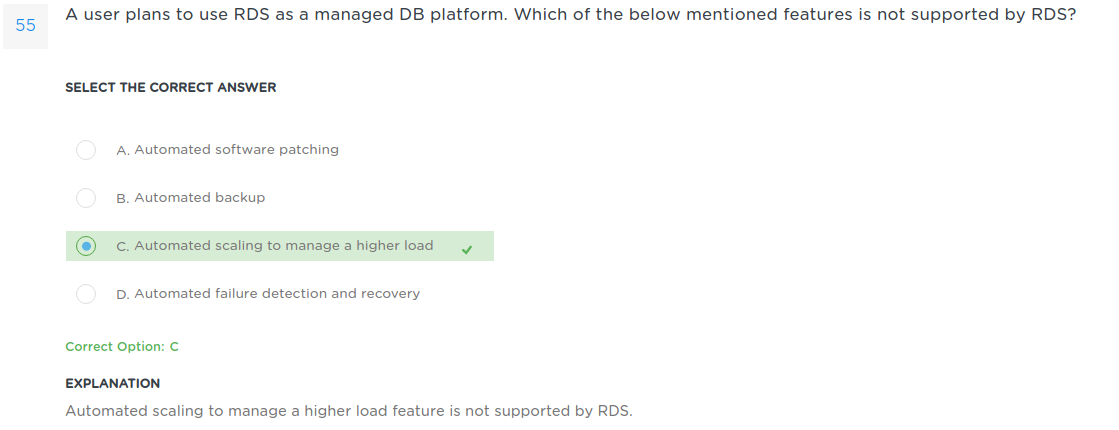 55
A user plans to use RDS as a managed DB platform. Which of the below mentioned features is not supported by RDS?
SELECT THE CORRECT ANSWER
A. Automated software patching
B. Automated backup
C. Automated scaling to manage a higher load
D. Automated failure detection and recovery
Correct Option: C
EXPLANATION
Automated scaling to manage a higher load feature is not supported by RDS.